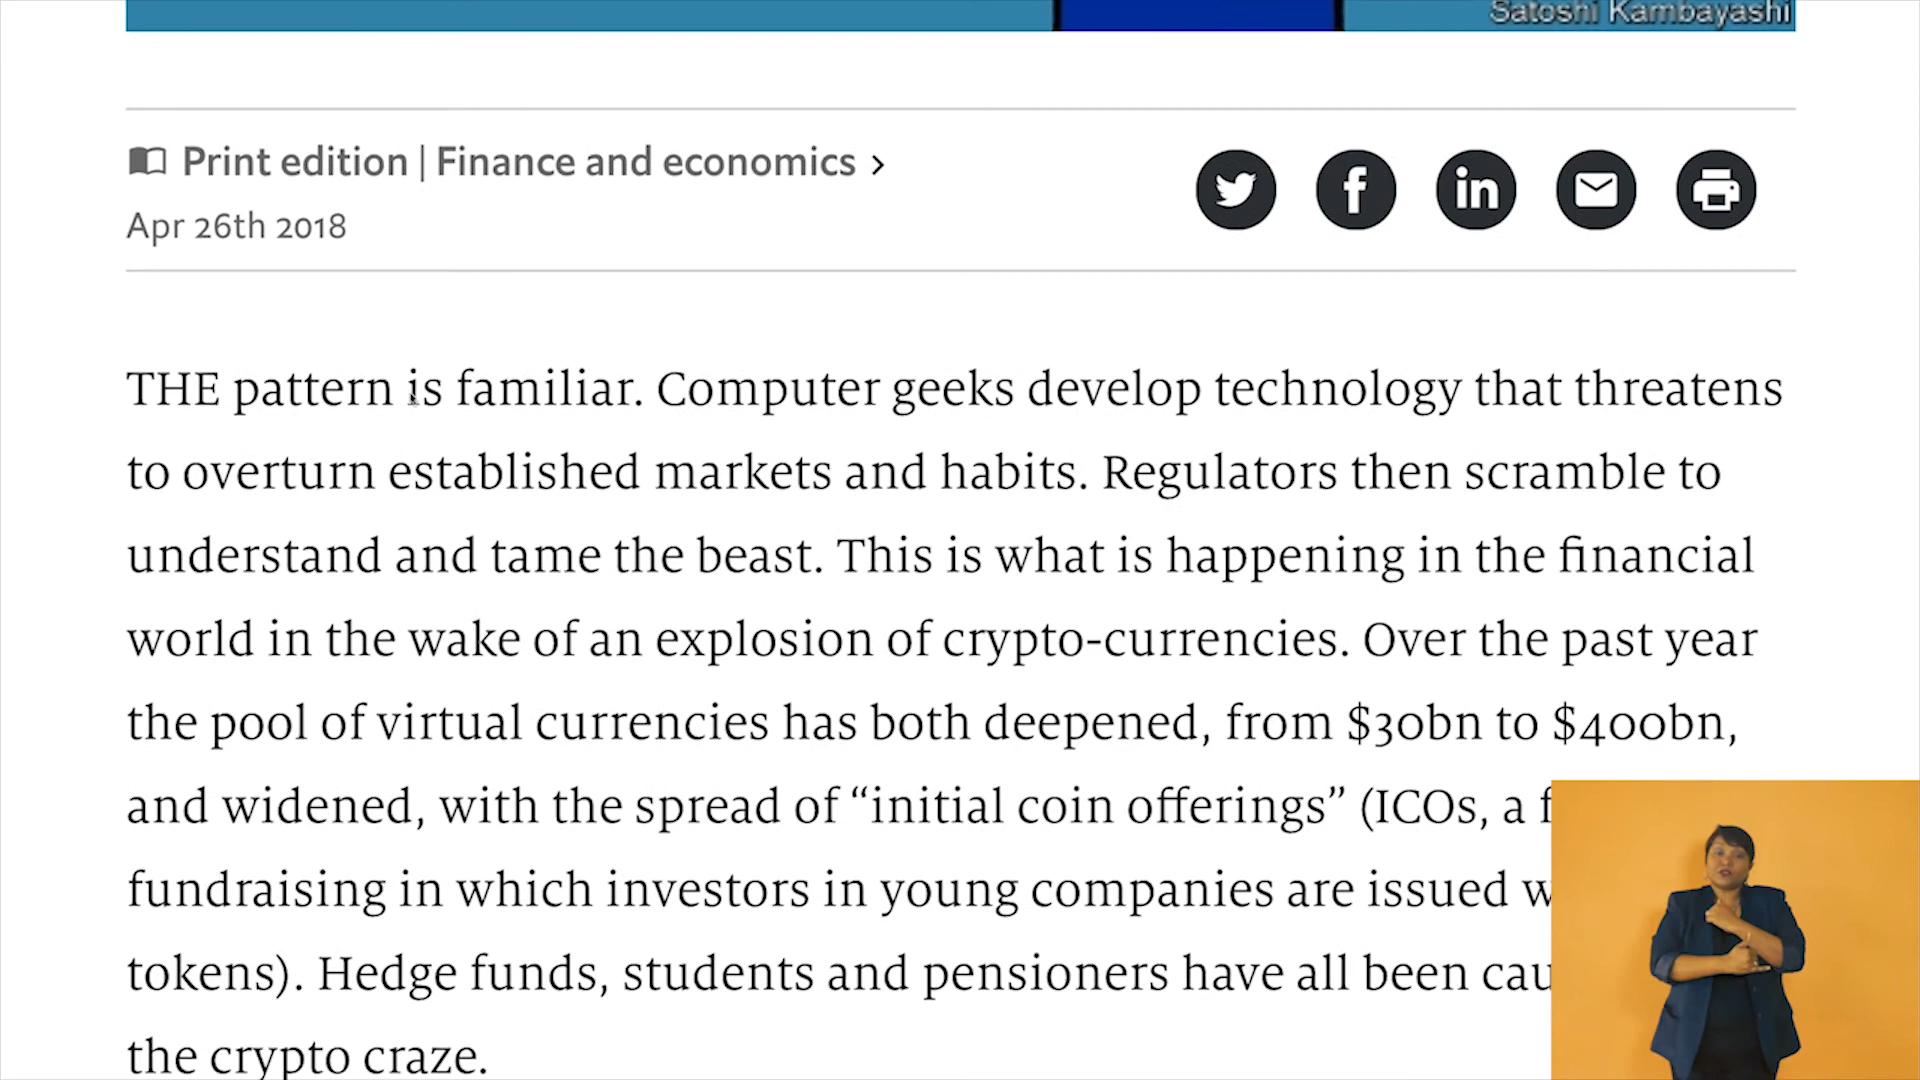 Satoshi Kambayashi
Print edition | Finance and economics >
Apr 26th 2018
THE pattern is familiar. Computer geeks develop technology that threatens
to overturn established markets and habits. Regulators then scramble to
understand and tame the beast. This is what is happening in the financial
world in the wake of an explosion of crypto-currencies. Over the past year
the pool of virtual currencies has both deepened, from $30bn to $400bn,
and widened, with the spread of “initial coin offerings” (ICOs, a
fundraising in which investors in young companies are issued
tokens). Hedge funds, students and pensioners have all been
the crypto craze.